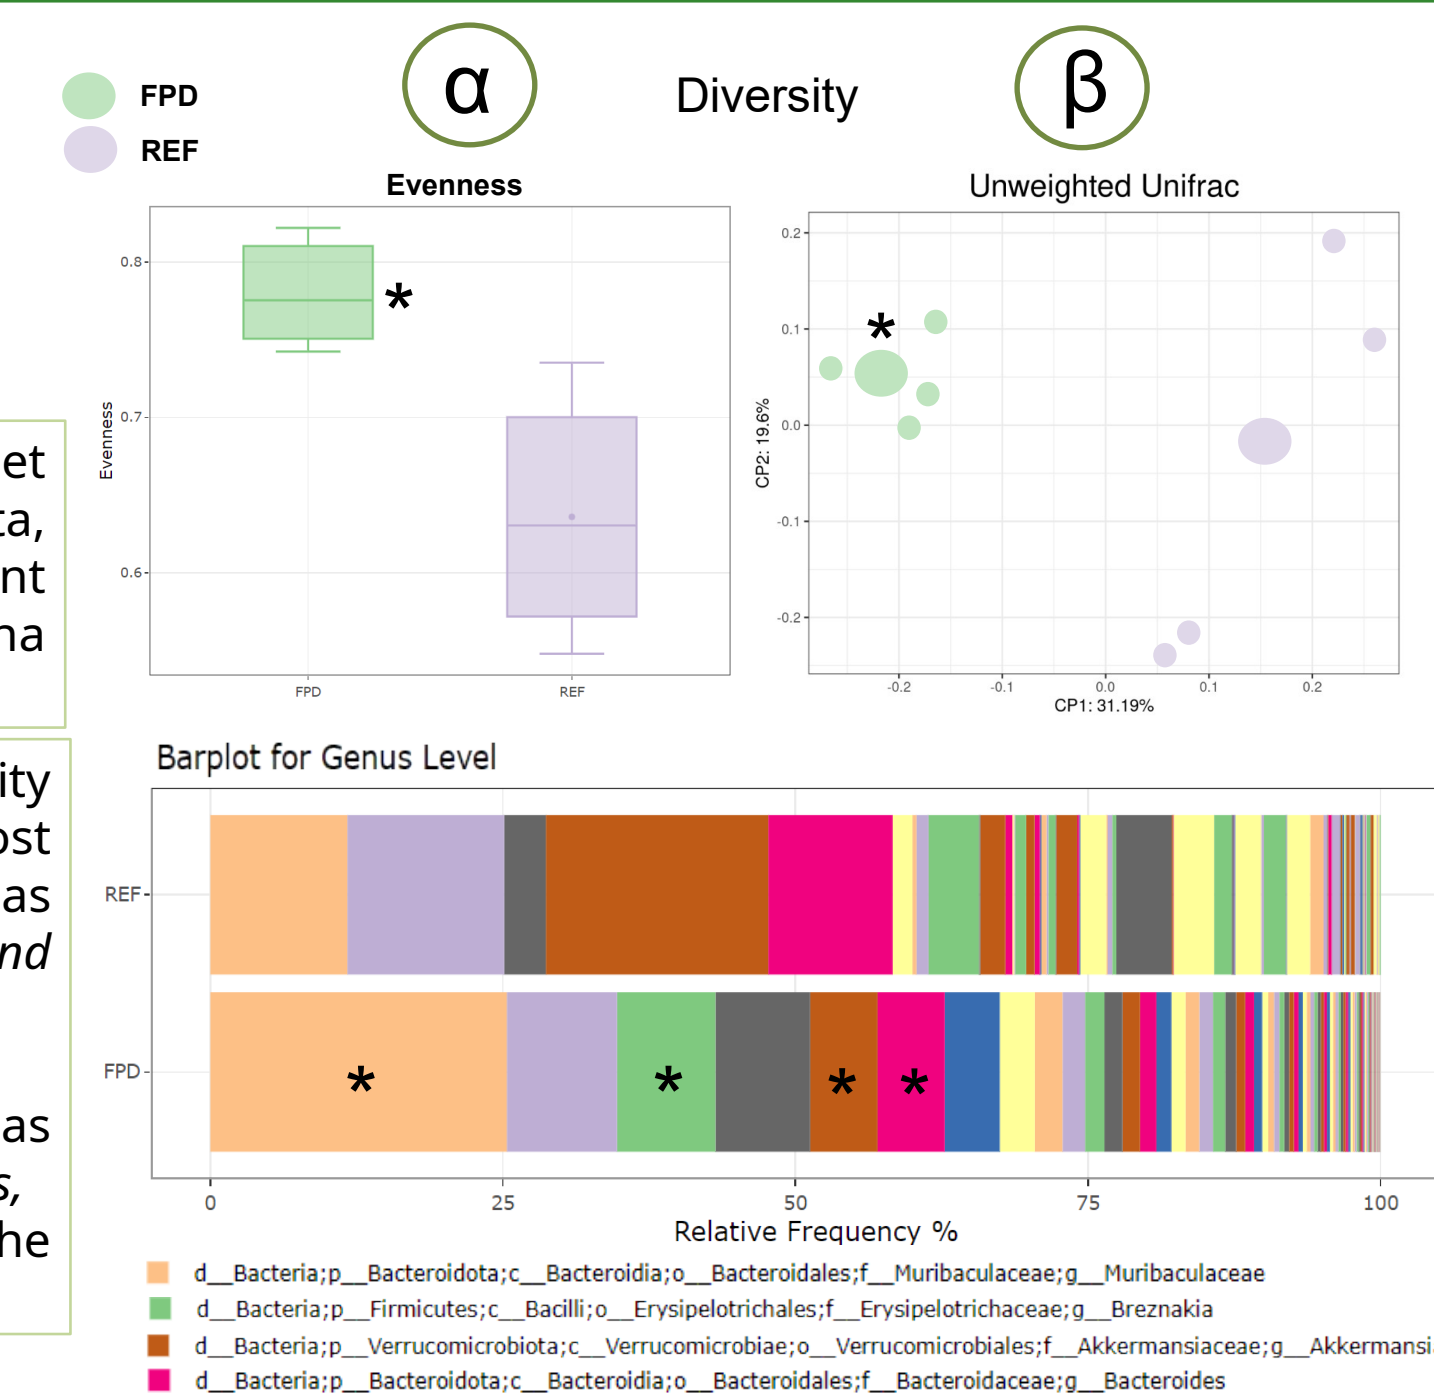 α
Diversity
β
FPD
REF
Evenness
Unweighted Unifrac
0.8
0.7
0.6
Evenness
*
FPD
REF
0.2
0.1
0.0
-0.1
-0.2
CP2: 19.6%
*
-0.2
-0.1
0.0
0.1
0.2
CP1: 31.19%
et
ta,
nt
na
ity
ost
as
nd
as
s,
he
Barplot for Genus Level
REF
FPD
* * * *
0 25 50 75 100
Relative Frequency %
d__Bacteria;p__Bacteroidota;c__Bacteroidia;o__Bacteroidales;f__Muribaculaceae;g__Muribaculaceae
d__Bacteria;p__Firmicutes;c__Bacilli;o__Erysipelotrichales;f__Erysipelotrichaceae;g__Breznakia
d__Bacteria;p__Verrucomicrobiota;c__Verrucomicrobiae;o__Verrucomicrobiales;f__Akkermansiaceae;g__Akkermansi
d__Bacteria;p__Bacteroidota;c__Bacteroidia;o__Bacteroidales;f__Bacteroidaceae;g__Bacteroides